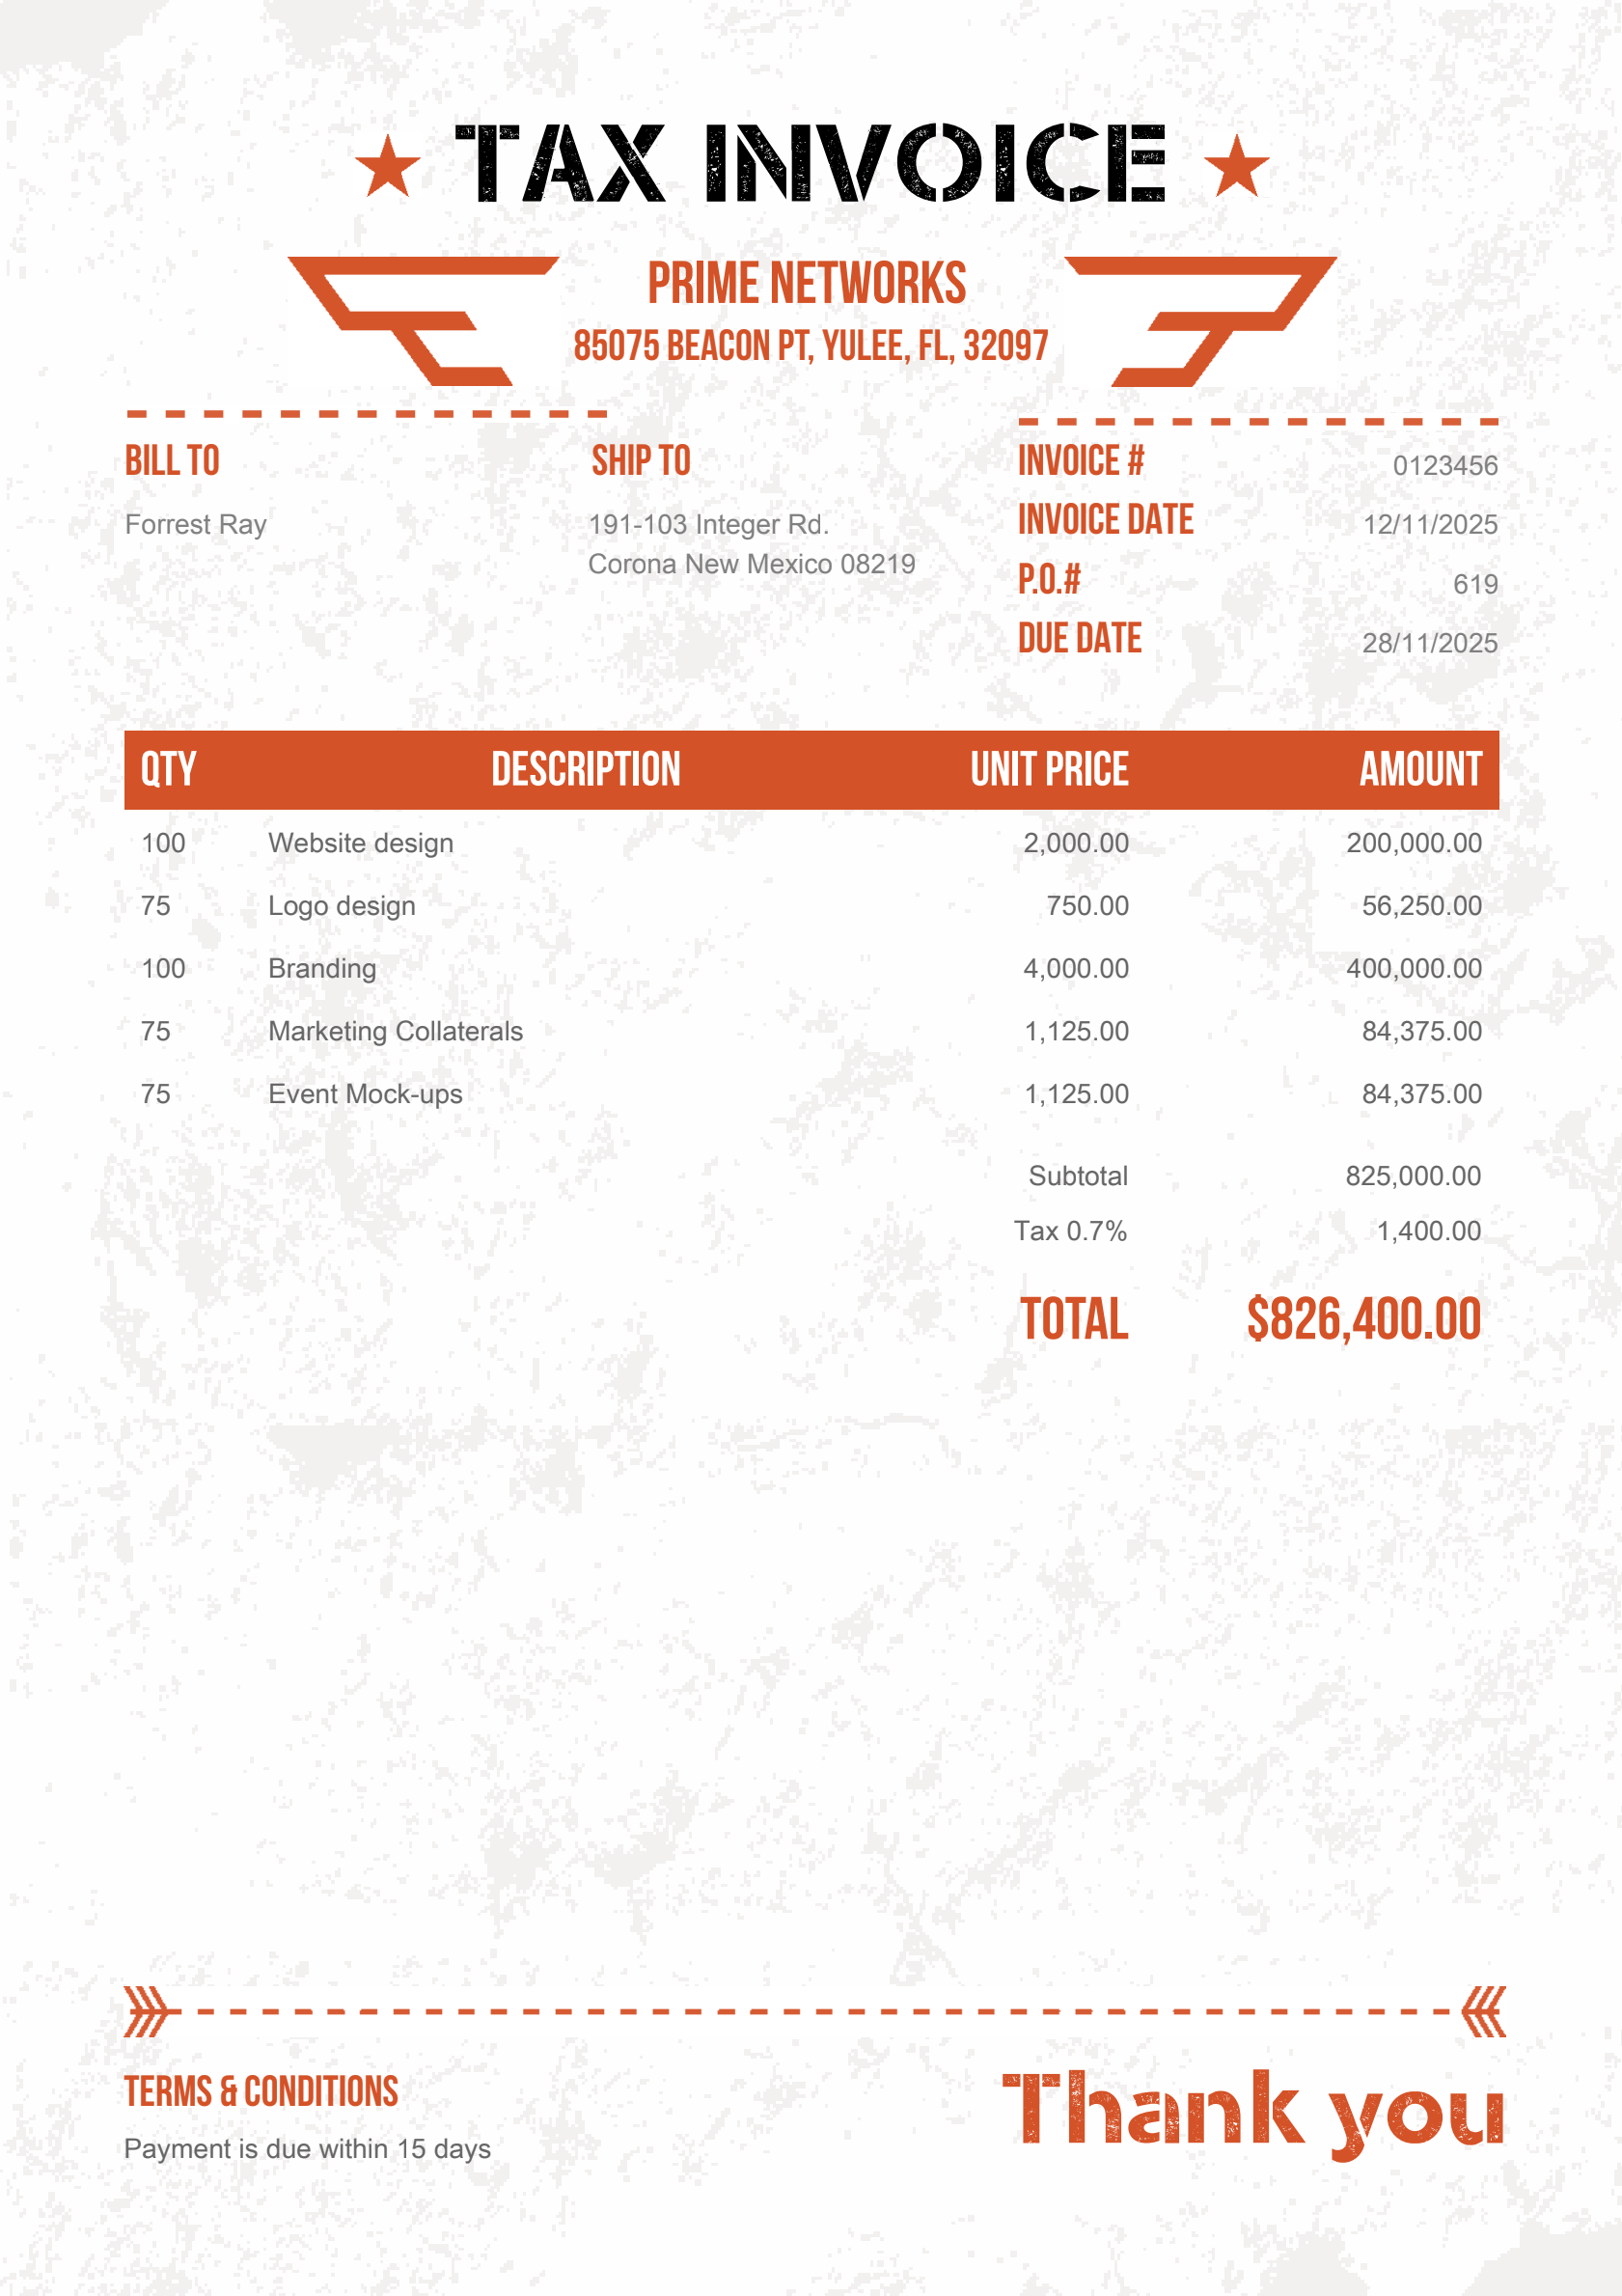 TAX INVOICE
PRIME NETWORKS
85075 BEACON PT, YULEE, FL, 32097
BILL TO
Forrest Ray
SHIP TO
191-103 Integer Rd.
Corona New Mexico 08219
INVOICE # 0123456
INVOICE DATE 12/11/2025
P.O.# 619
DUE DATE 28/11/2025
QTY DESCRIPTION UNIT PRICE AMOUNT
100 Website design 2,000.00 200,000.00
75 Logo design 750.00 56,250.00
100 Branding 4,000.00 400,000.00
75 Marketing Collaterals 1,125.00 84,375.00
75 Event Mock-ups 1,125.00 84,375.00
Subtotal 825,000.00
Tax 0.7% 1,400.00
TOTAL $826,400.00
TERMS & CONDITIONS
Payment is due within 15 days
Thank you